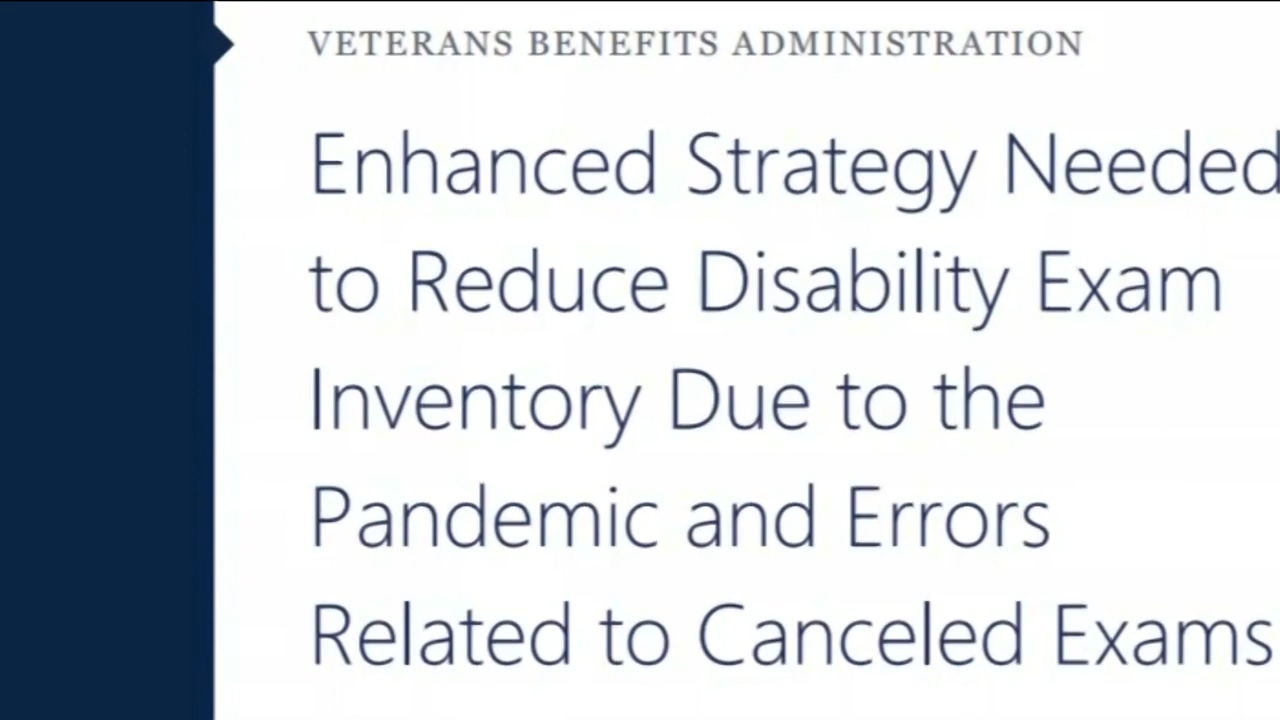 VETERANS BENEFITS ADMINISTRATION
Enhanced Strategy Needed
to Reduce Disability Exam
Inventory Due to the
Pandemic and Errors
Related to Canceled Exams